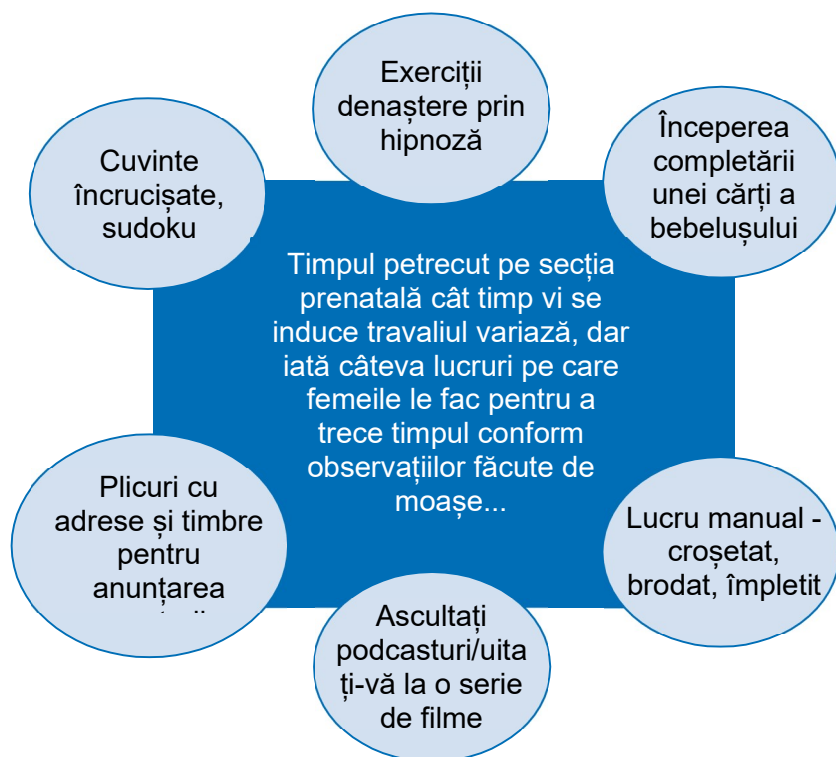 Exerciții
denaștere prin
hipnoză
Cuvinte
încrucișate,
sudoku
Începerea
completării
unei cărți a
bebelușului
Timpul petrecut pe secția
prenatală cât timp vi se
induce travaliul variază, dar
iată câteva lucruri pe care
femeile le fac pentru a
trece timpul conform
observațiilor făcute de
moașe...
Plicuri cu
adrese și timbre
pentru
anunțarea
Lucru manual -
croșetat,
brodat, împletit
Ascultați
podcasturi/uita
ți-vă la o serie
de filme